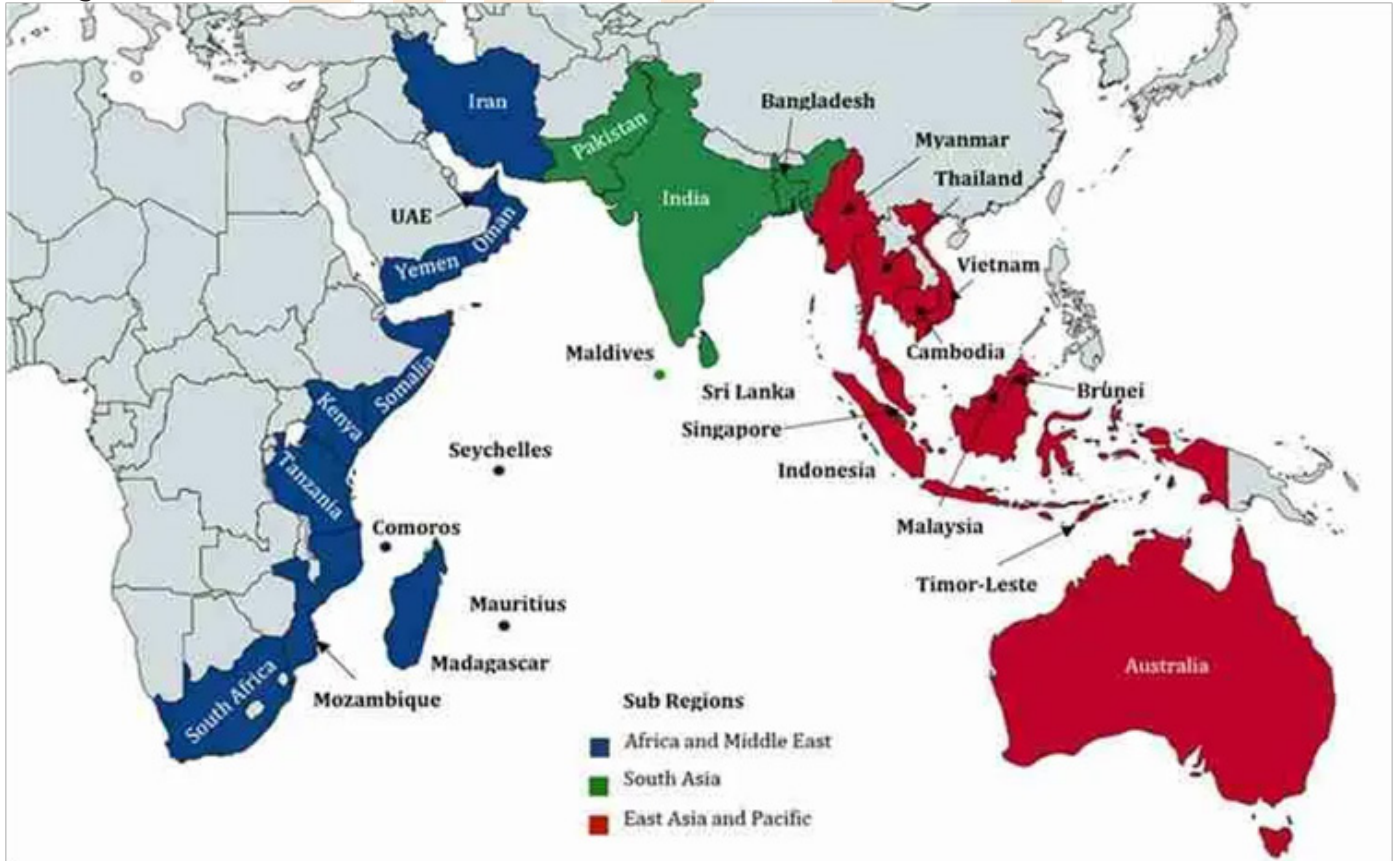 Iran
Pakistan
Bangladesh
Myanmar
Thailand
India
UAE
Oman
Yemen
Vietnam
Maldives
Cambodia
Somalia
Sri Lanka
Brunei
Kenya
Singapore
Seychelles
Indonesia
Tanzania
Comoros
Malaysia
Timor-Leste
Mauritius
Madagascar
Australia
South Africa
Mozambique
Sub Regions
Africa and Middle East
South Asia
East Asia and Pacific